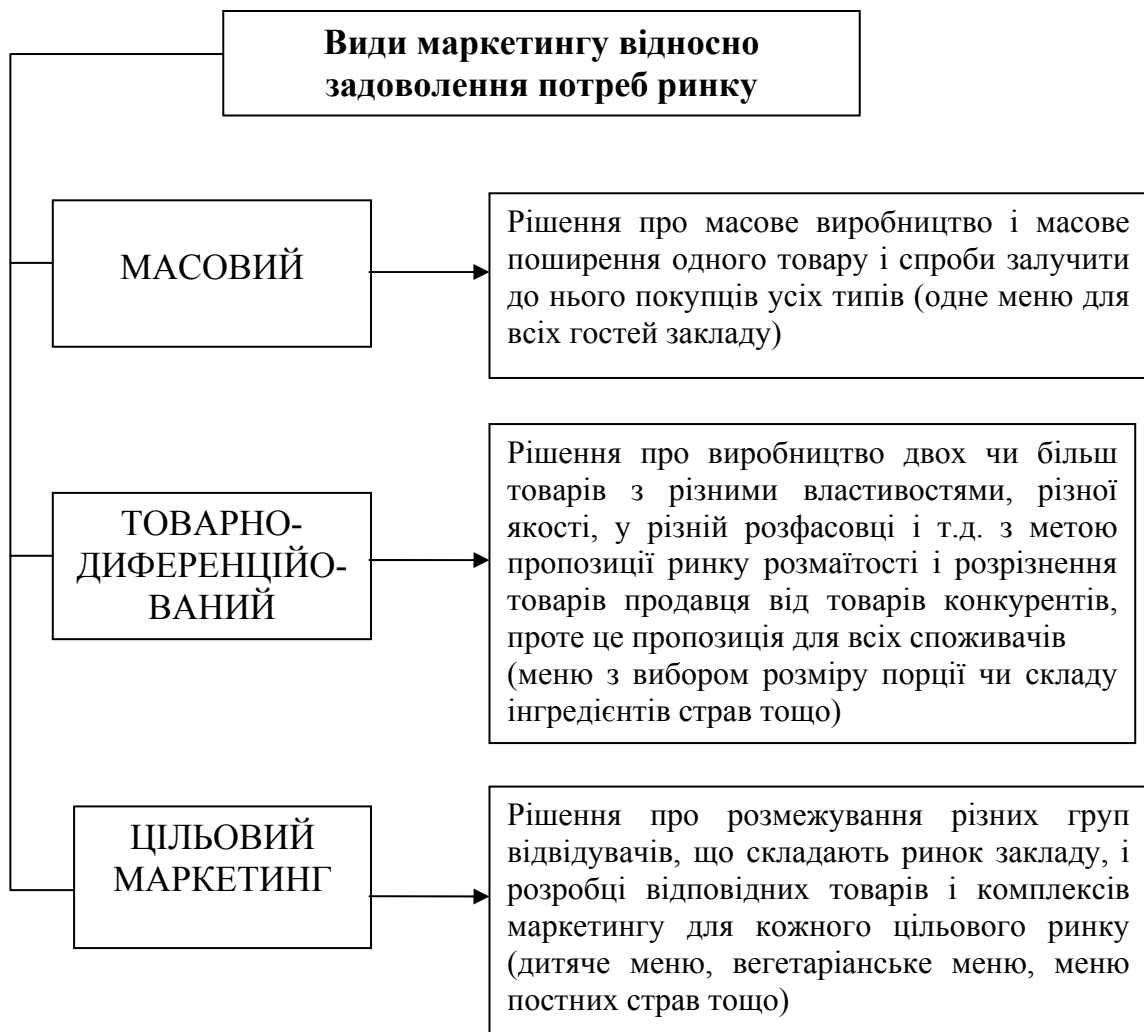 Види маркетингу відносно
задоволення потреб ринку
МАСОВИЙ
Рішення про масове виробництво і масове
поширення одного товару і спроби залучити
до нього покупців усіх типів (одне меню для
всіх гостей закладу)
ТОВАРНО-
ДИФЕРЕНЦІЙО-
ВАНИЙ
Рішення про виробництво двох чи більш
товарів з різними властивостями, різної
якості, у різній розфасовці і т.д. з метою
пропозиції ринку розмаїтості і розрізнення
товарів продавця від товарів конкурентів,
проте це пропозиція для всіх споживачів
(меню з вибором розміру порції чи складу
інгредієнтів страв тощо)
ЦІЛЬОВИЙ
МАРКЕТИНГ
Рішення про розмежування різних груп
відвідувачів, що складають ринок закладу, і
розробці відповідних товарів і комплексів
маркетингу для кожного цільового ринку
(дитяче меню, вегетаріанське меню, меню
постних страв тощо)